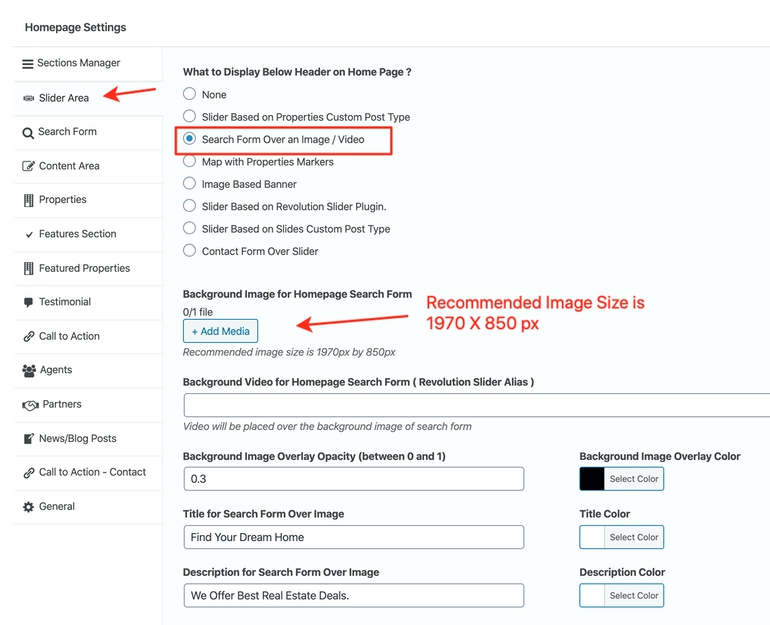 Homepage Settings
Sections Manager
Slider Area
Search Form
Content Area
Properties
Features Section
Featured Properties
Testimonial
Call to Action
Agents
Partners
News/Blog Posts
Call to Action - Contact
General
What to Display Below Header on Home Page ?
None
Slider Based on Properties Custom Post Type
Search Form Over an Image / Video
Map with Properties Markers
Image Based Banner
Slider Based on Revolution Slider Plugin.
Slider Based on Slides Custom Post Type
Contact Form Over Slider
Background Image for Homepage Search Form
0/1 file
+ Add Media
Recommended image size is 1970px by 850px
Recommended Image Size is
1970 X 850 px
Background Video for Homepage Search Form ( Revolution Slider Alias )
Video will be placed over the background image of search form
Background Image Overlay Opacity (between 0 and 1)
0.3
Background Image Overlay Color
Select Color
Title for Search Form Over Image
Find Your Dream Home
Title Color
Select Color
Description for Search Form Over Image
We Offer Best Real Estate Deals.
Description Color
Select Color